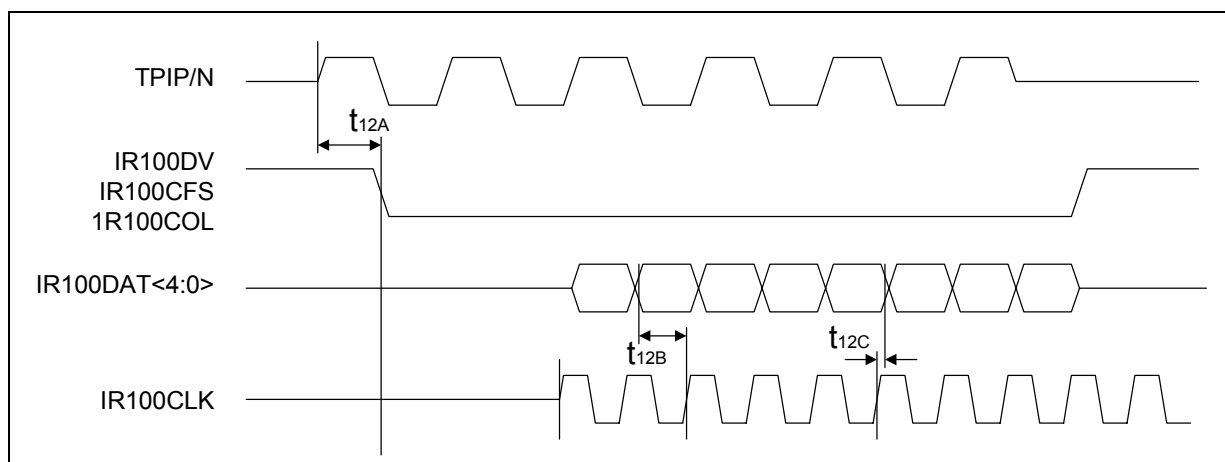 TPIP/N
t12A
IR100DV
IR100CFS
1R100COL
IR100DAT<4:0>
t12B
t12C
IR100CLK